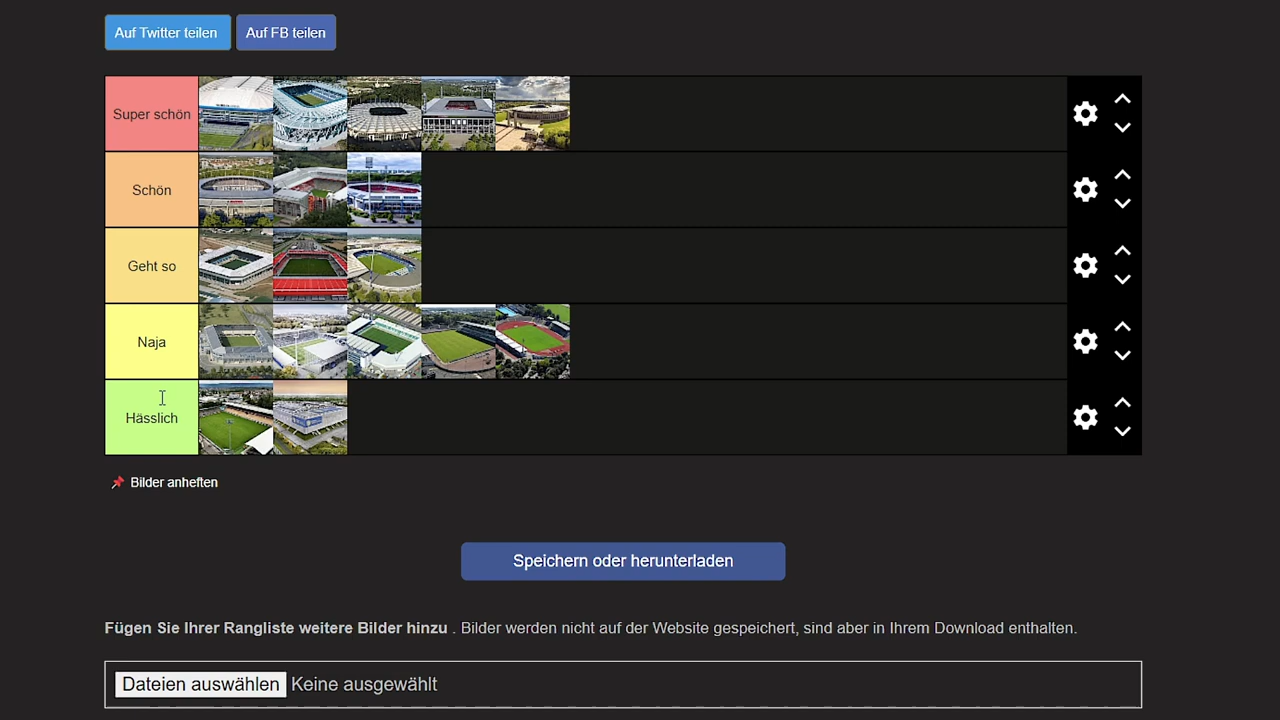 Auf Twitter teilen
Auf FB teilen
Super schön
Schön
Geht so
Naja
Hässlich
Bilder anheften
Speichern oder herunterladen
Fügen Sie Ihrer Rangliste weitere Bilder hinzu . Bilder werden nicht auf der Website gespeichert, sind aber in Ihrem Download enthalten.
Dateien auswählen Keine ausgewählt